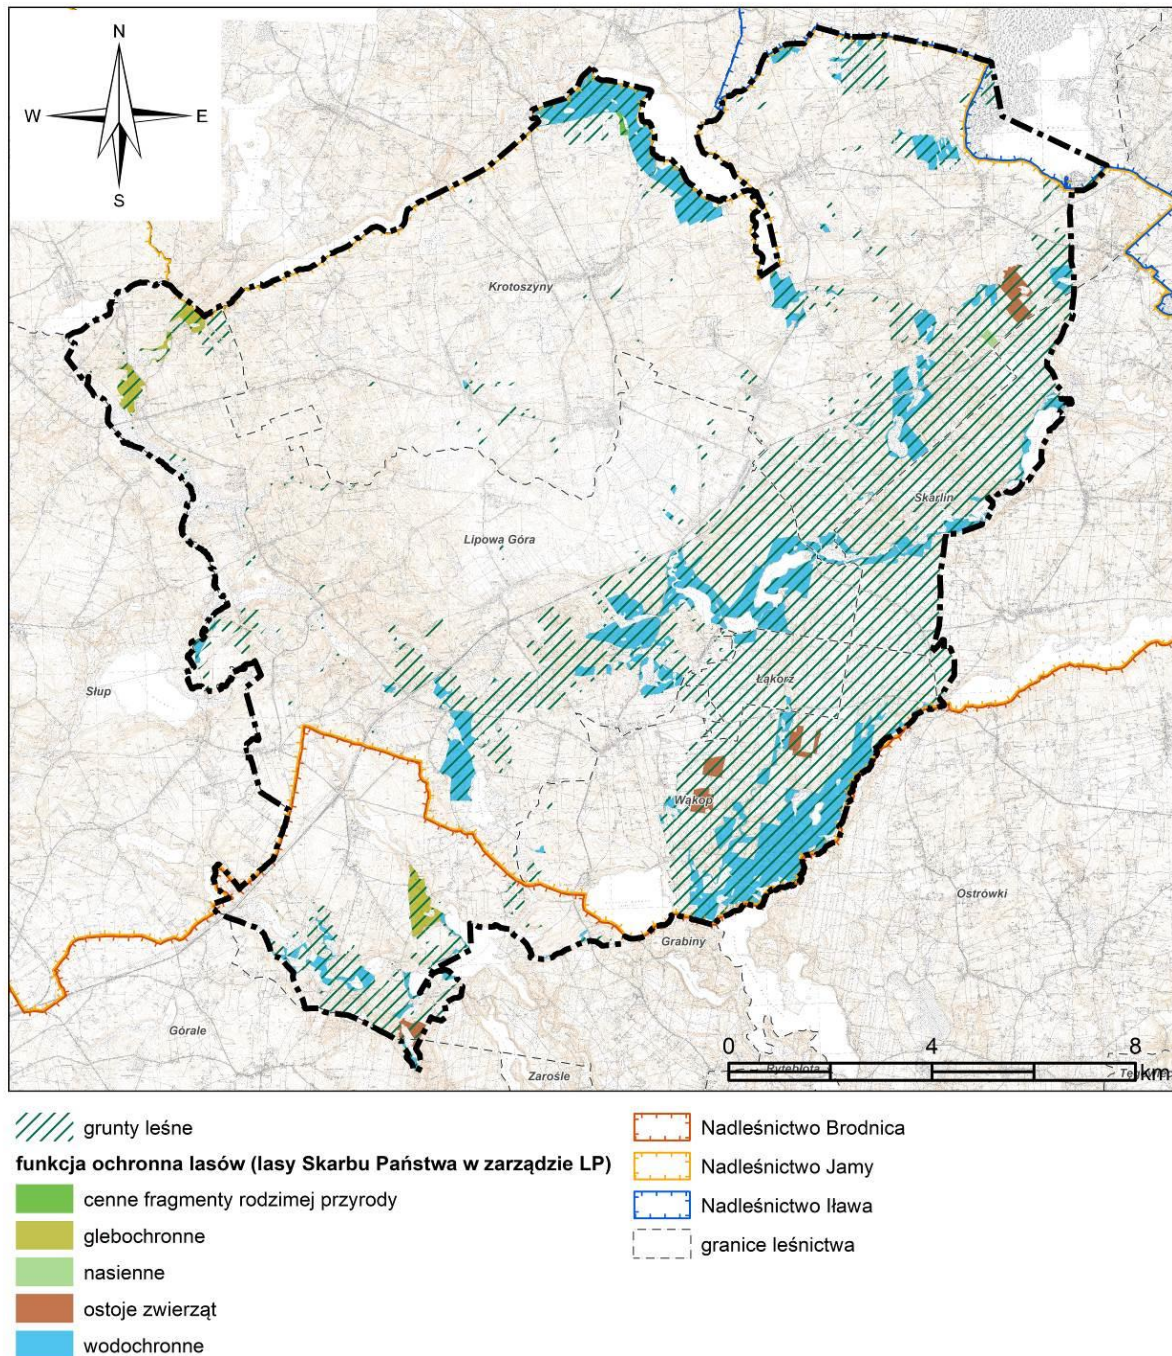 N
W E
S
Krotoszyny
Skarlin
Lipowa Góra
Słup
Łąkorz
Wąkop
Ostrówki
Grabiny
Górale
0 4 8
km
Zarośle
Rytebłota
grunty leśne
funkcja ochronna lasów (lasy Skarbu Państwa w zarządzie LP)
cenne fragmenty rodzimej przyrody
glebochronne
nasienne
ostoje zwierząt
wodochronne
Nadleśnictwo Brodnica
Nadleśnictwo Jamy
Nadleśnictwo Iława
granice leśnictwa